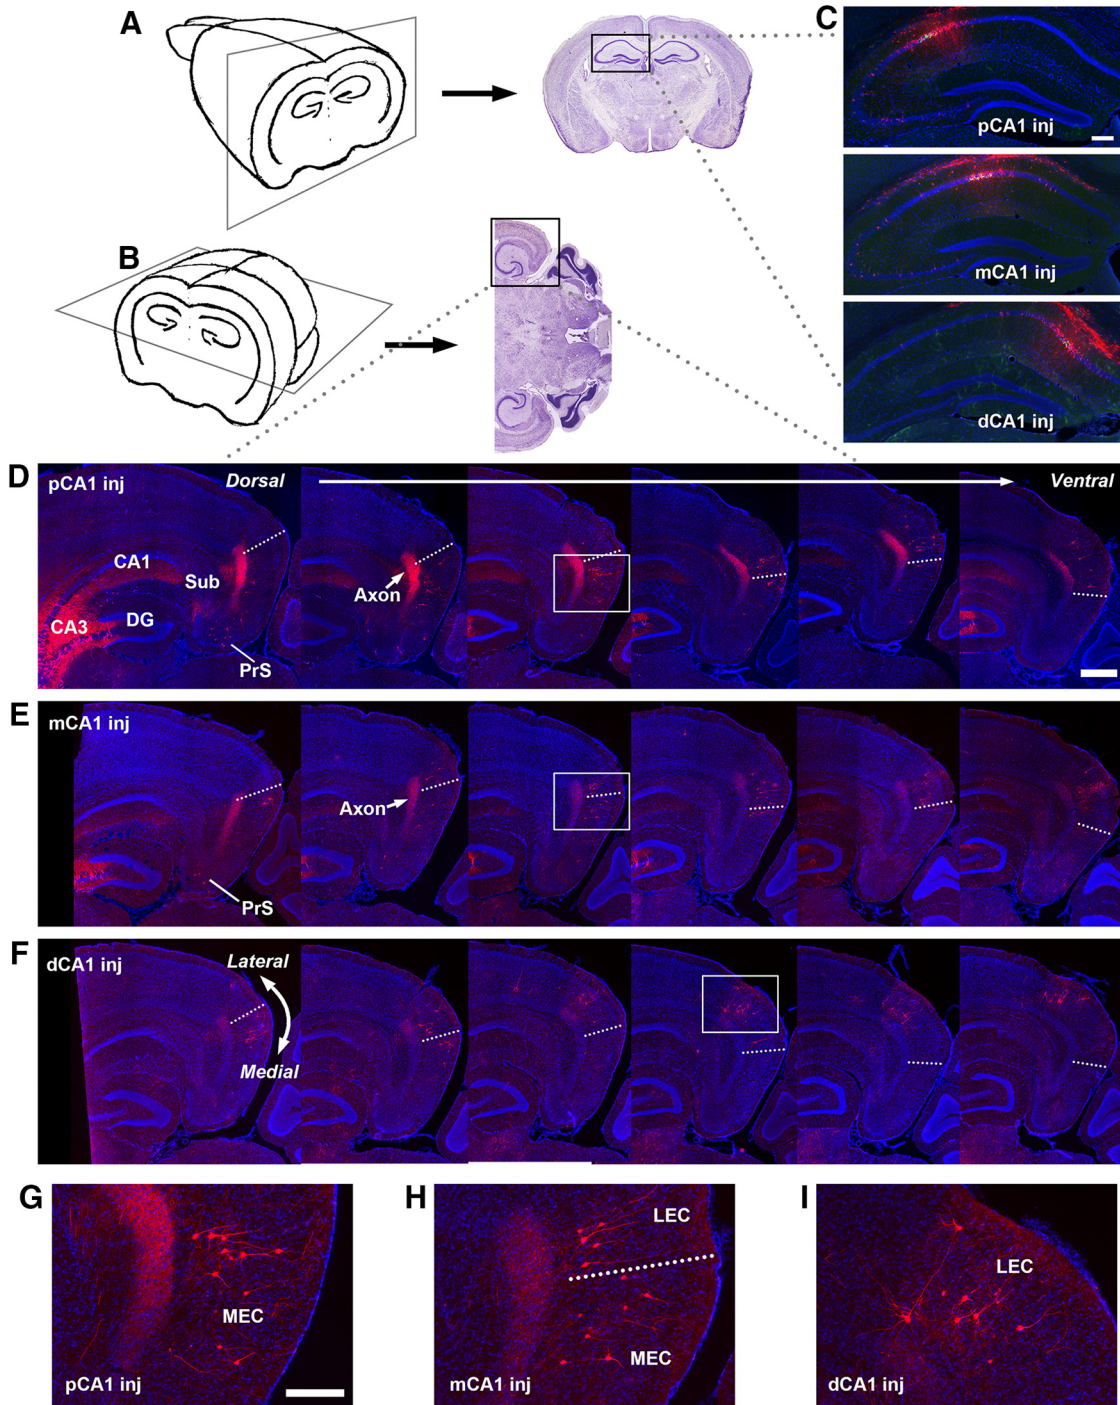 A
C
pCA1 inj
mCA1 inj
B
dCA1 inj
D
pCA1 inj
Dorsal
Ventral
CA1
Sub
Axon
CA3
DG
PrS
E
mCA1 inj
Axon
PrS
F
dCA1 inj
Lateral
Medial
G
MEC
pCA1 inj
H
LEC
MEC
mCA1 inj
I
LEC
dCA1 inj